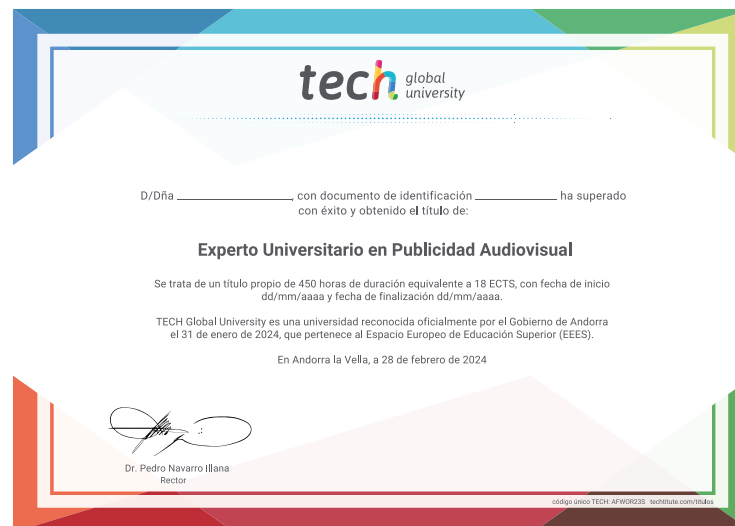 tech global university
D/Dña ____________________, con documento de identificación ______________ ha superado
con éxito y obtenido el título de:
Experto Universitario en Publicidad Audiovisual
Se trata de un título propio de 450 horas de duración equivalente a 18 ECTS, con fecha de inicio
dd/mm/aaaa y fecha de finalización dd/mm/aaaa.
TECH Global University es una universidad reconocida oficialmente por el Gobierno de Andorra
el 31 de enero de 2024, que pertenece al Espacio Europeo de Educación Superior (EEES).
En Andorra la Vella, a 28 de febrero de 2024
Dr. Pedro Navarro Illana
Rector
código único TECH: AFWOR23S techtitute.com/titulos